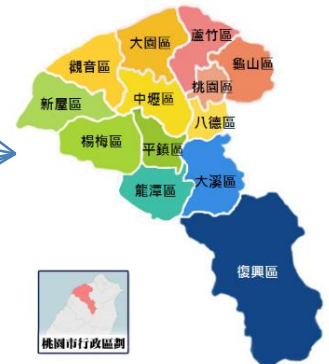 蘆竹區
大園區
龜山區
觀音區
桃園區
中壢區
新屋區
八德區
楊梅區
平鎮區
大溪區
龍潭區
復興區
桃園市行政區劃